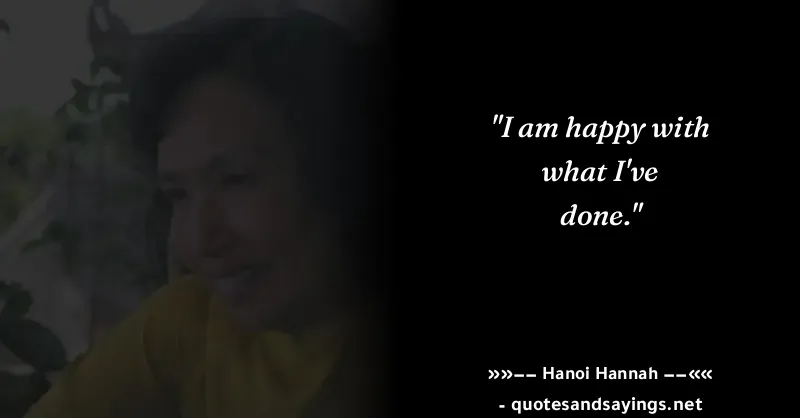 "I am happy with
what I've
done."
»»–– Hanoi Hannah ––««
- quotesandsayings.net